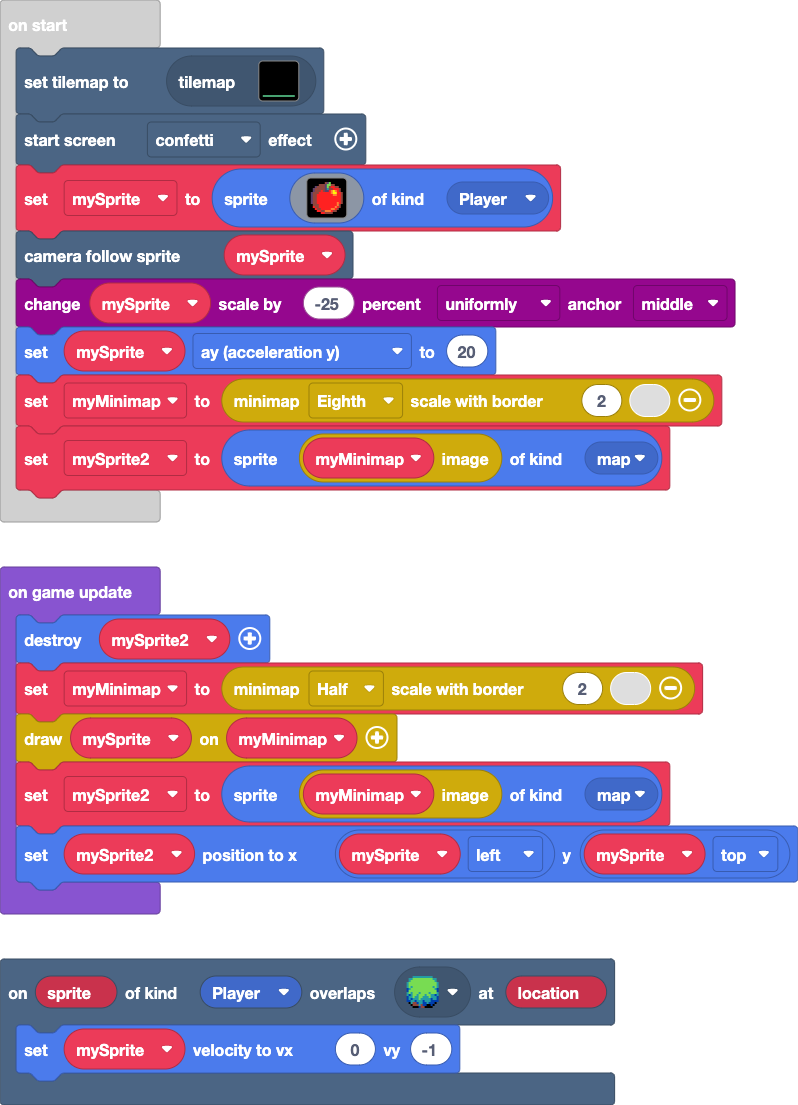 on start
set tilemap to tilemap
start screen confetti effect
set mySprite to sprite of kind Player
camera follow sprite mySprite
change mySprite scale by -25 percent uniformly anchor middle
set mySprite ay (acceleration y) to 20
set myMinimap to minimap Eighth scale with border 2
set mySprite2 to sprite myMinimap image of kind map
on game update
destroy mySprite2
set myMinimap to minimap Half scale with border 2
draw mySprite on myMinimap
set mySprite2 to sprite myMinimap image of kind map
set mySprite2 position to x mySprite left y mySprite top
on sprite of kind Player overlaps at location
set mySprite velocity to vx 0 vy -1